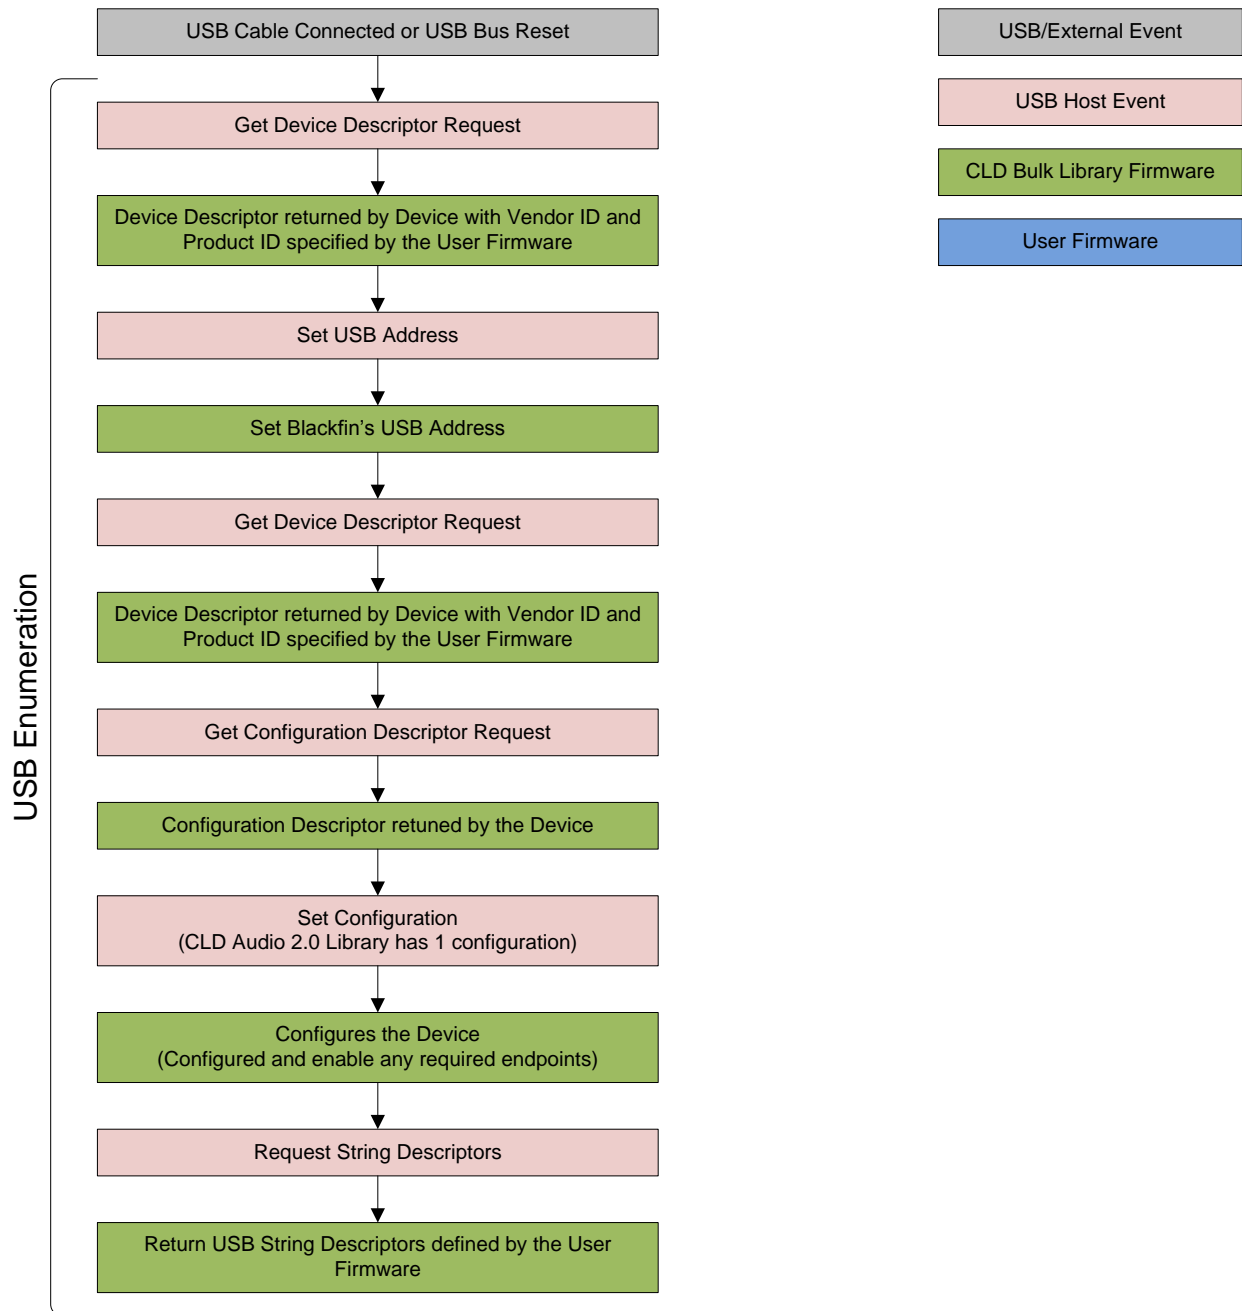 USB Cable Connected or USB Bus Reset
Get Device Descriptor Request
Device Descriptor returned by Device with Vendor ID and
Product ID specified by the User Firmware
Set USB Address
Set Blackfin's USB Address
Get Device Descriptor Request
Device Descriptor returned by Device with Vendor ID and
Product ID specified by the User Firmware
Get Configuration Descriptor Request
Configuration Descriptor retuned by the Device
Set Configuration
(CLD Audio 2.0 Library has 1 configuration)
Configures the Device
(Configured and enable any required endpoints)
Request String Descriptors
Return USB String Descriptors defined by the User
Firmware
USB Enumeration
USB/External Event
USB Host Event
CLD Bulk Library Firmware
User Firmware